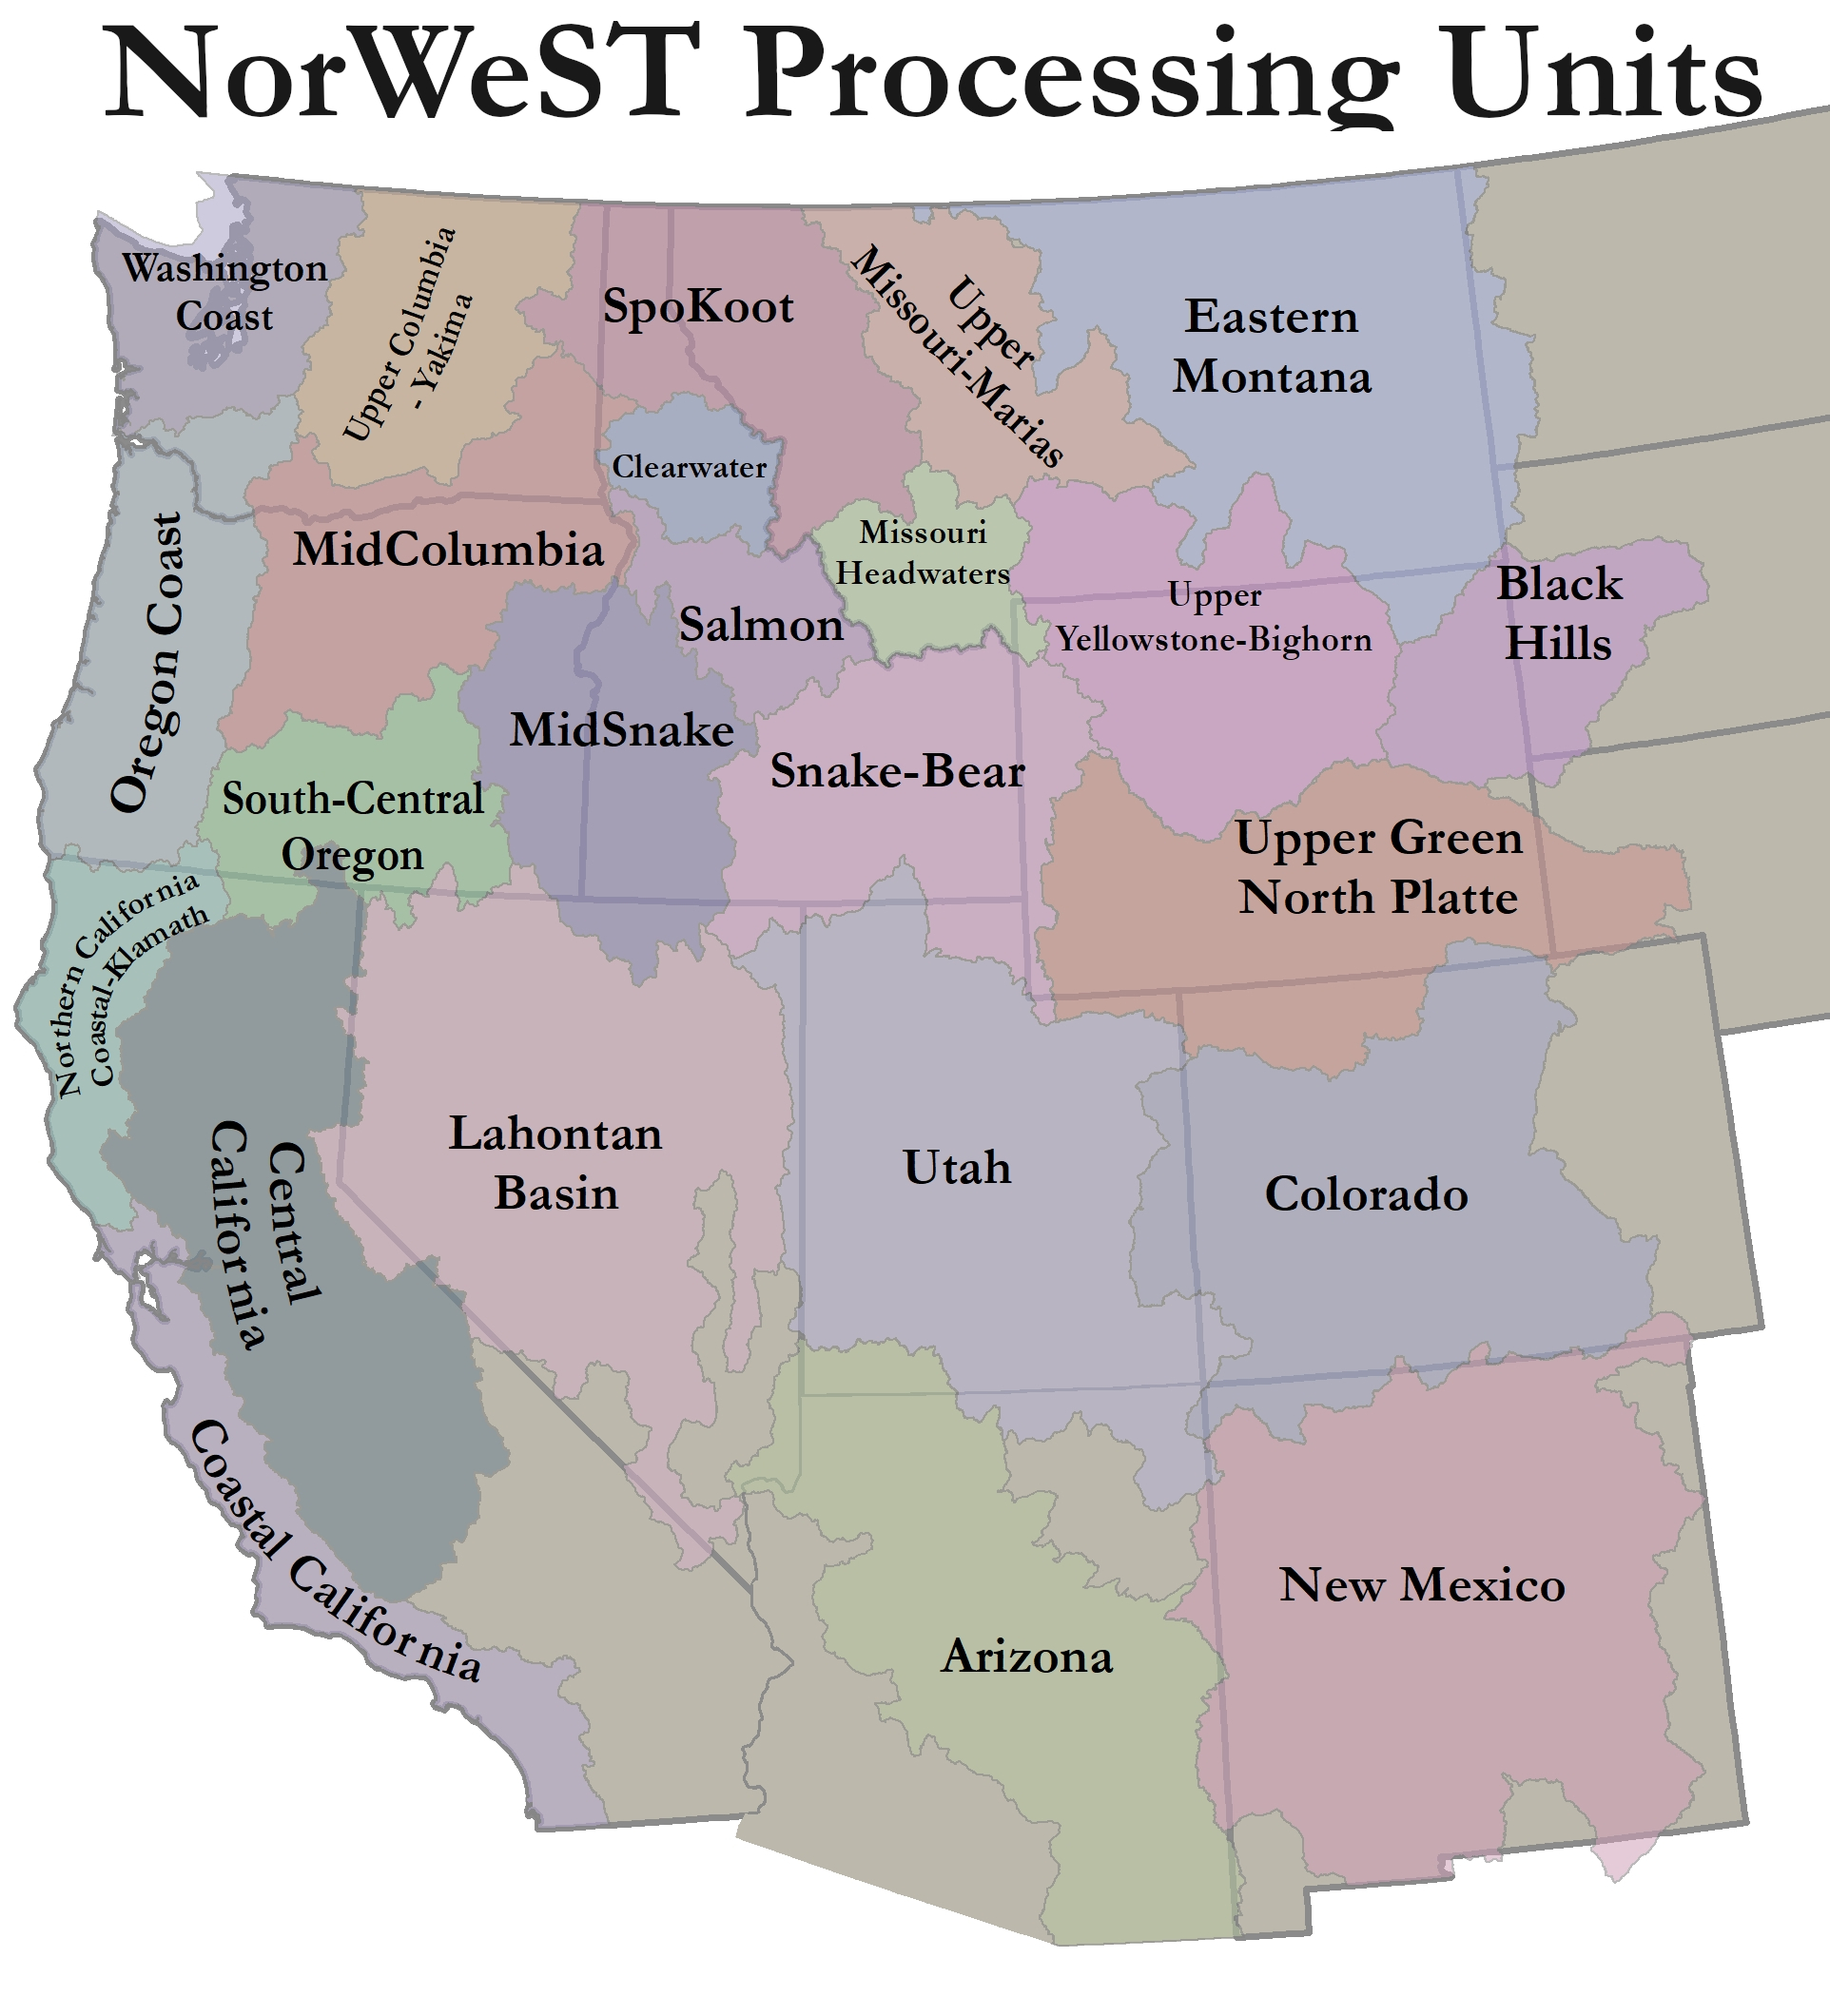 NorWeST Processing Units
Washington
Coast
Upper Columbia
- Yakima
SpoKoot
Upper
Missouri-Marias
Eastern
Montana
Clearwater
Oregon Coast
MidColumbia
Missouri
Headwaters
Salmon
Upper
Yellowstone-Bighorn
Black
Hills
MidSnake
Snake-Bear
South-Central
Oregon
Upper Green
North Platte
Northern California
Coastal-Klamath
Central
California
Lahontan
Basin
Utah
Colorado
Coastal California
Arizona
New Mexico